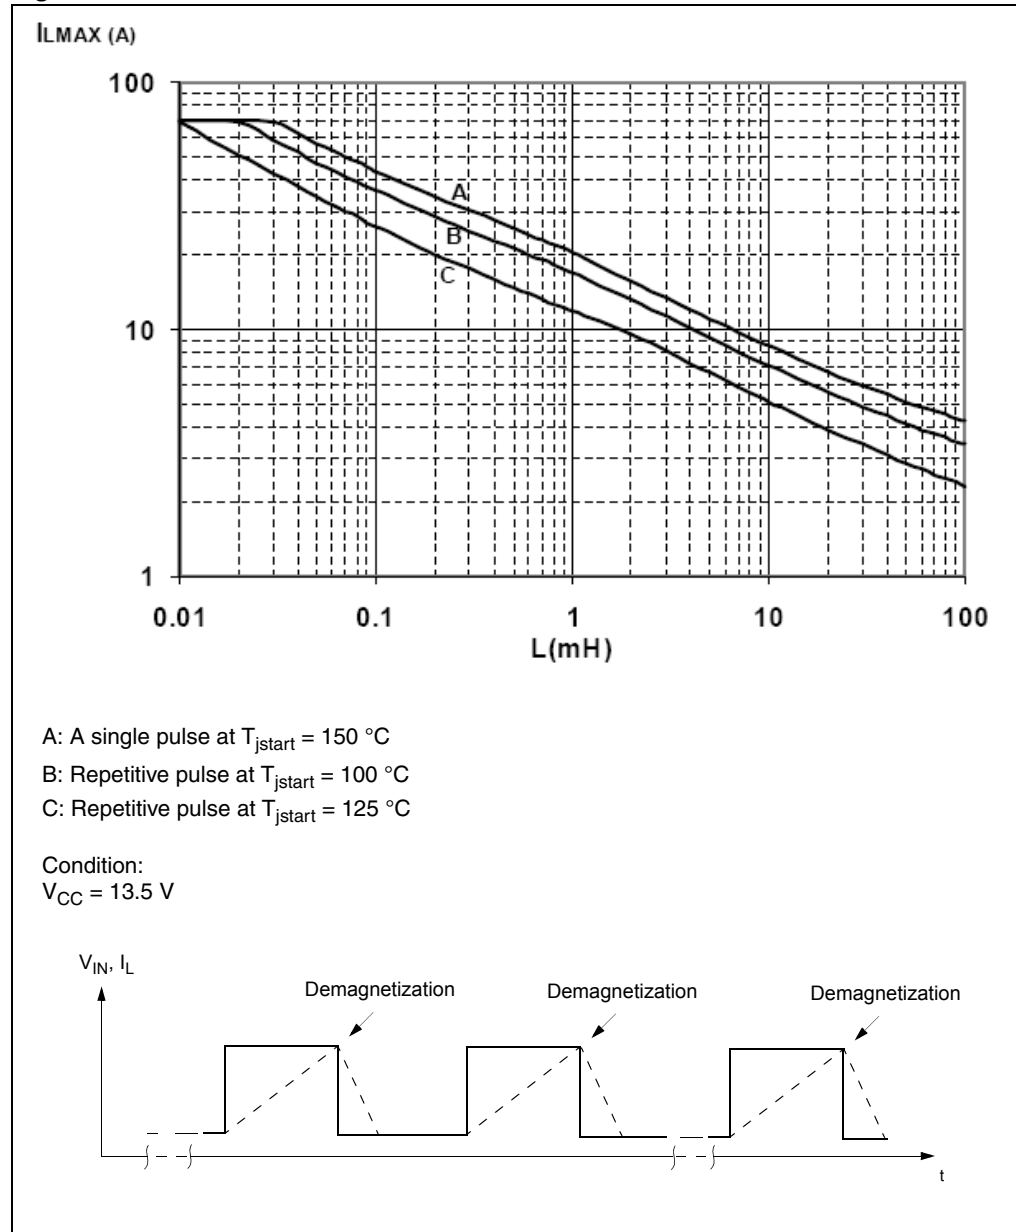 ILMAX (A)
100
10
1
A
B
C
0.01 0.1 1 10 100
L(mH)
A: A single pulse at Tjstart = 150 °C
B: Repetitive pulse at Tjstart = 100 °C
C: Repetitive pulse at Tjstart = 125 °C
Condition:
VCC = 13.5 V
VIN, IL
Demagnetization Demagnetization Demagnetization
t